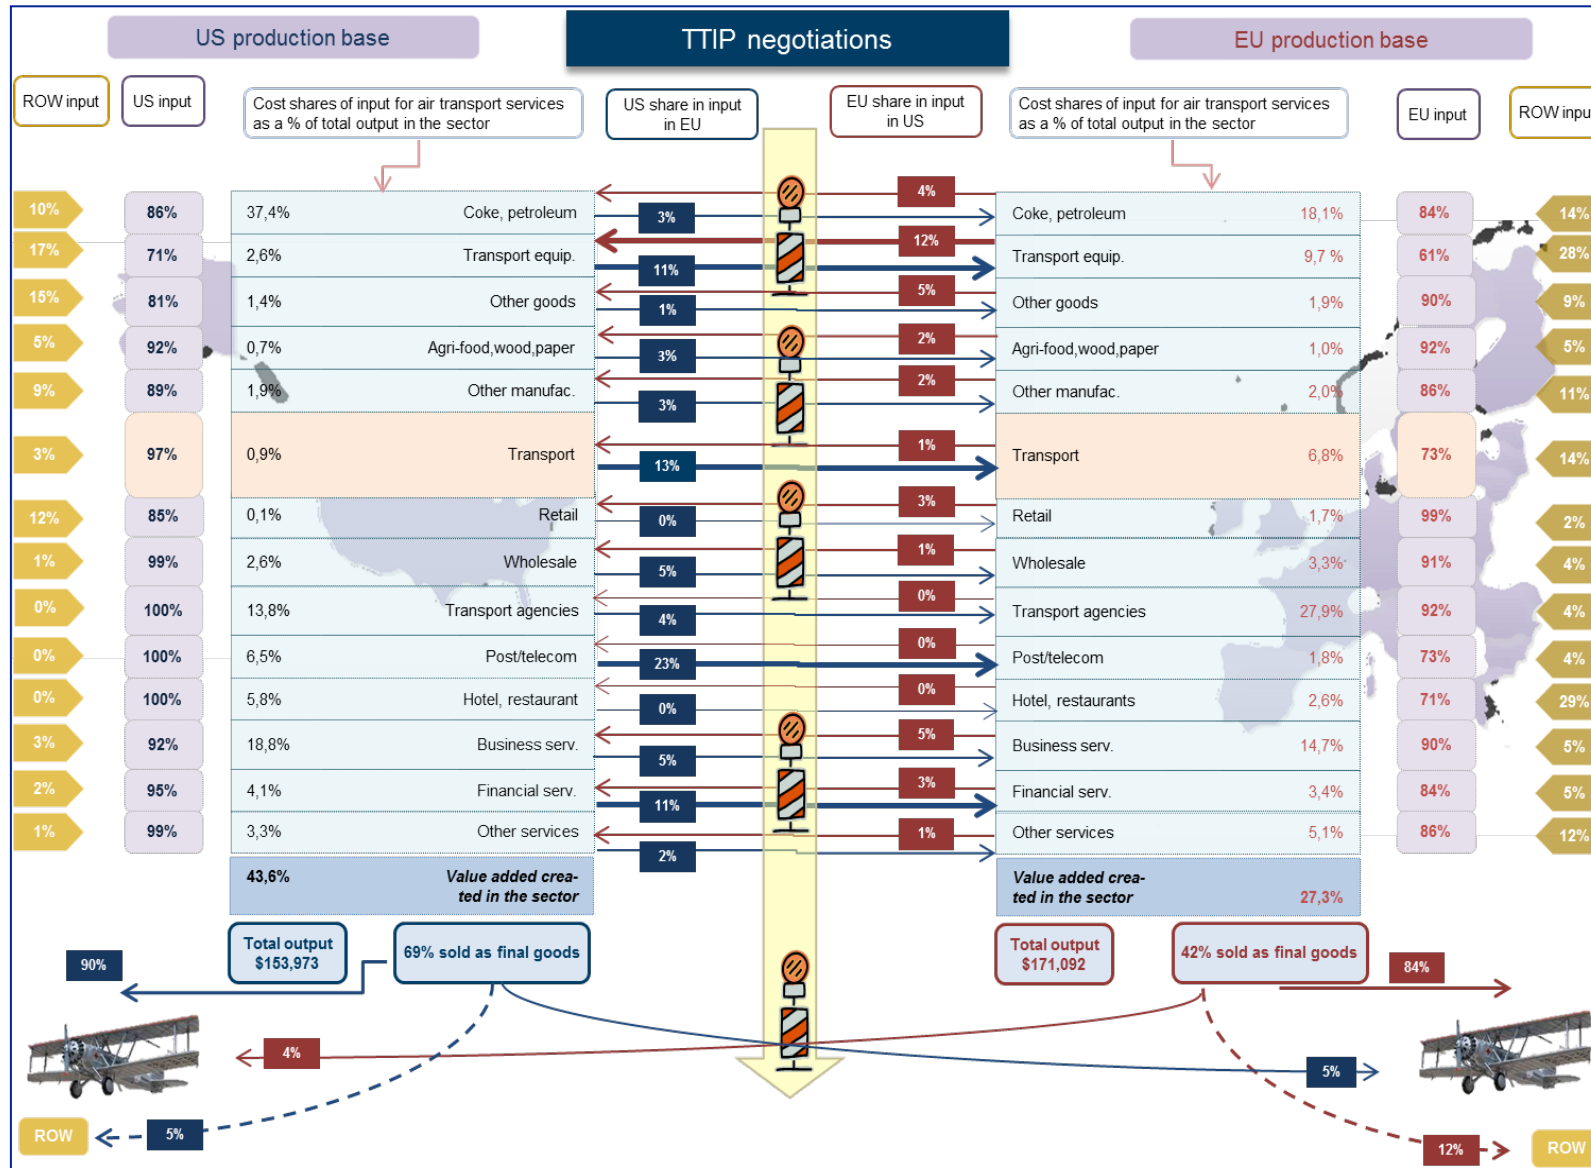 US production base
TTIP negotiations
EU production base
ROW input
US input
Cost shares of input for air transport services
as a % of total output in the sector
US share in input
in EU
EU share in input
in US
Cost shares of input for air transport services
as a % of total output in the sector
EU input
ROW input
10% 86% 37,4% Coke, petroleum 3% 4% Coke, petroleum 18,1% 84% 14%
17% 71% 2,6% Transport equip. 11% 12% Transport equip. 9,7 % 61% 28%
15% 81% 1,4% Other goods 1% 5% Other goods 1,9% 90% 9%
5% 92% 0,7% Agri-food,wood,paper 3% 2% Agri-food,wood,paper 1,0% 92% 5%
9% 89% 1,9% Other manufac. 3% 2% Other manufac. 2,0% 86% 11%
3% 97% 0,9% Transport 13% 1% Transport 6,8% 73% 14%
12% 85% 0,1% Retail 0% 3% Retail 1,7% 99% 2%
1% 99% 2,6% Wholesale 5% 1% Wholesale 3,3% 91% 4%
0% 100% 13,8% Transport agencies 4% 0% Transport agencies 27,9% 92% 4%
0% 100% 6,5% Post/telecom 23% 0% Post/telecom 1,8% 73% 4%
0% 100% 5,8% Hotel, restaurant 0% 0% Hotel, restaurants 2,6% 71% 29%
3% 92% 18,8% Business serv. 5% 5% Business serv. 14,7% 90% 5%
2% 95% 4,1% Financial serv. 11% 3% Financial serv. 3,4% 84% 5%
1% 99% 3,3% Other services 2% 1% Other services 5,1% 86% 12%
43,6% Value added crea-
ted in the sector
Value added crea-
ted in the sector 27,3%
Total output
$153,973
69% sold as final goods
Total output
$171,092
42% sold as final goods
90%
84%
4%
5%
ROW
5%
12%
ROW